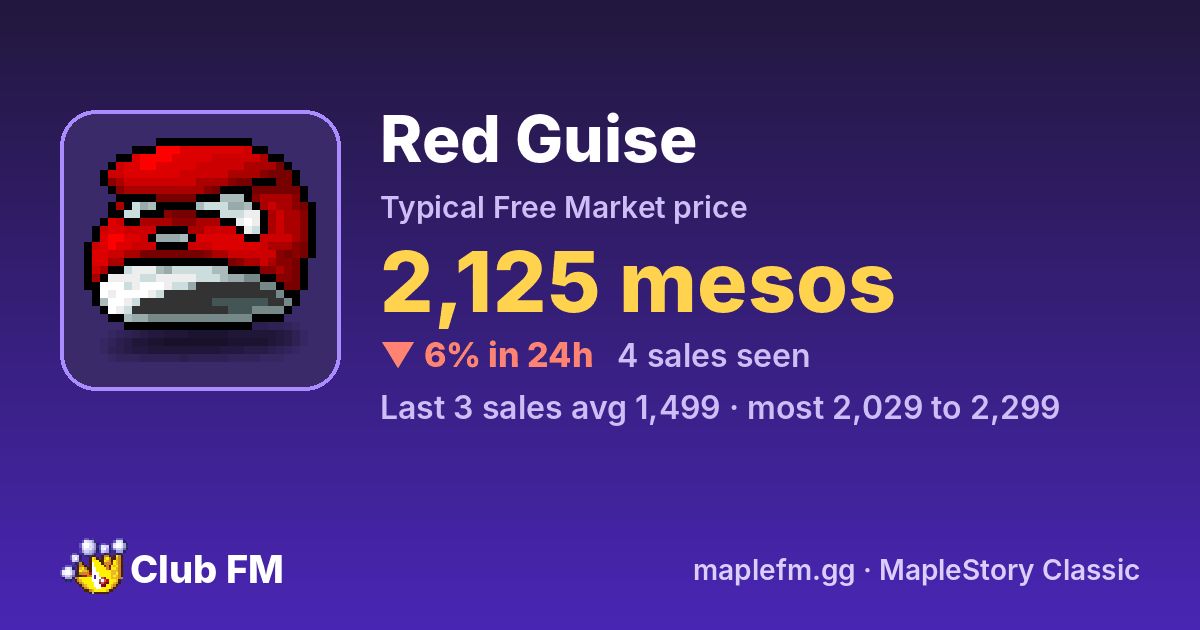 Red Guise
Typical Free Market price
2,125 mesos
▼ 6% in 24h 4 sales seen
Last 3 sales avg 1,499 · most 2,029 to 2,299
Club FM
maplefm.gg · MapleStory Classic